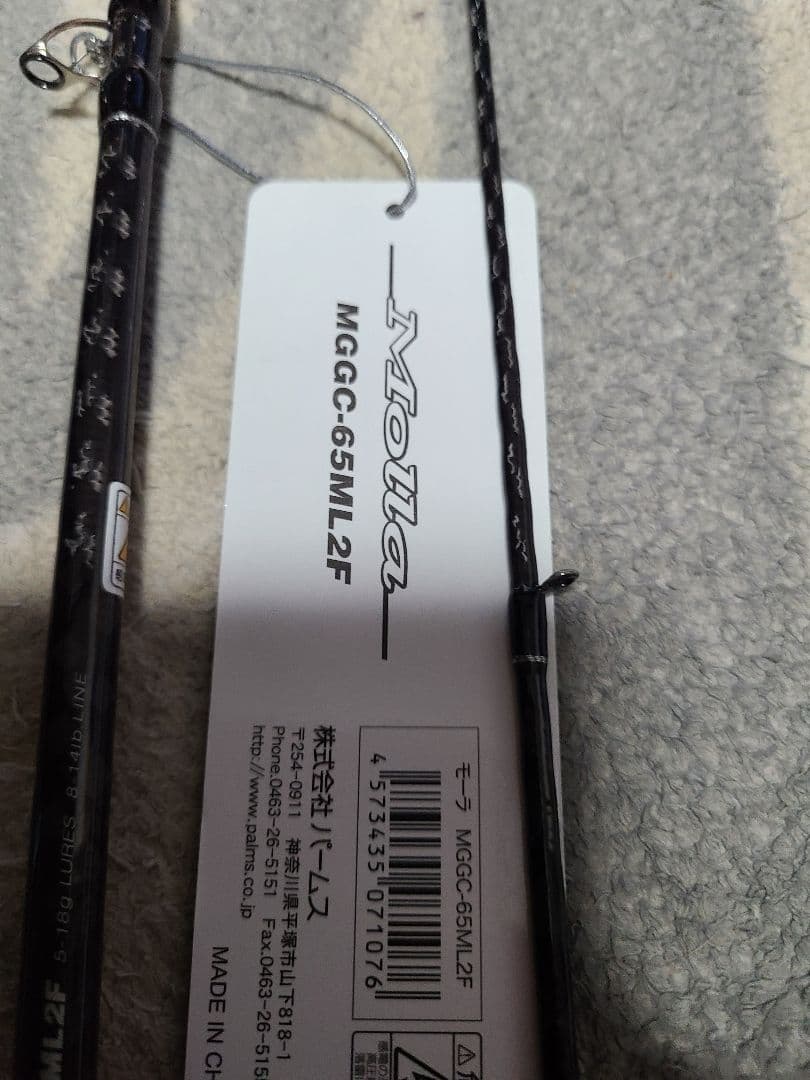 Molla
MGGC-65ML2F
モーラ MGGC-65ML2F
4 573435 071076
株式会社 パームス
〒254-0911 神奈川県平塚市山下818-1
Phone.0463-26-5151 Fax.0463-26-515
http://www.palms.co.jp
MADE IN CH
ML2F 5-18g LURES 8-14lb LINE